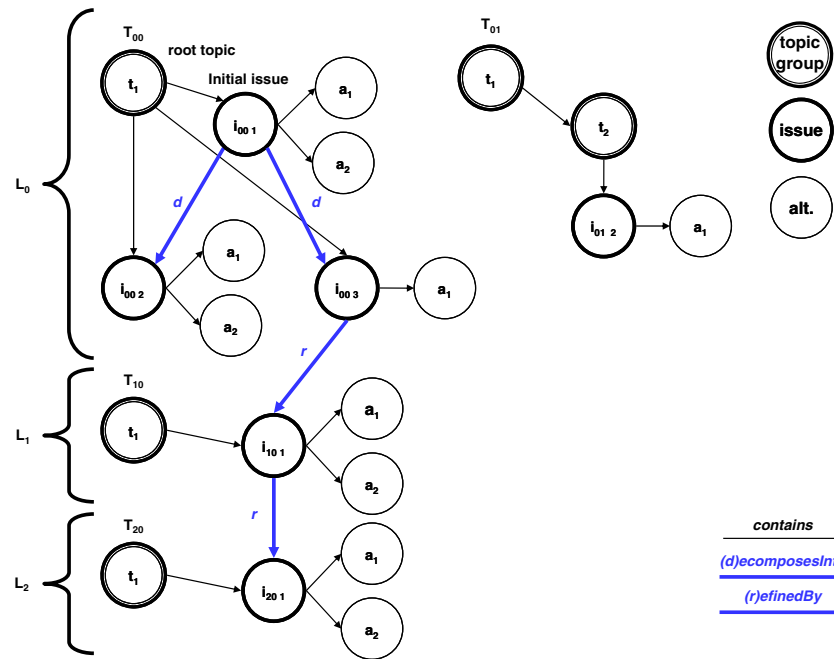 T00
root topic
t1
Initial issue
i00 1
a1
a2
d
d
L0
i00 2
a1
a2
i00 3
a1
r
T01
t1
t2
i01 2
a1
topic
group
issue
alt.
T10
t1
L1
i10 1
a1
a2
r
T20
t1
L2
i20 1
a1
a2
contains
(d)ecomposesInt
(r)efinedBy